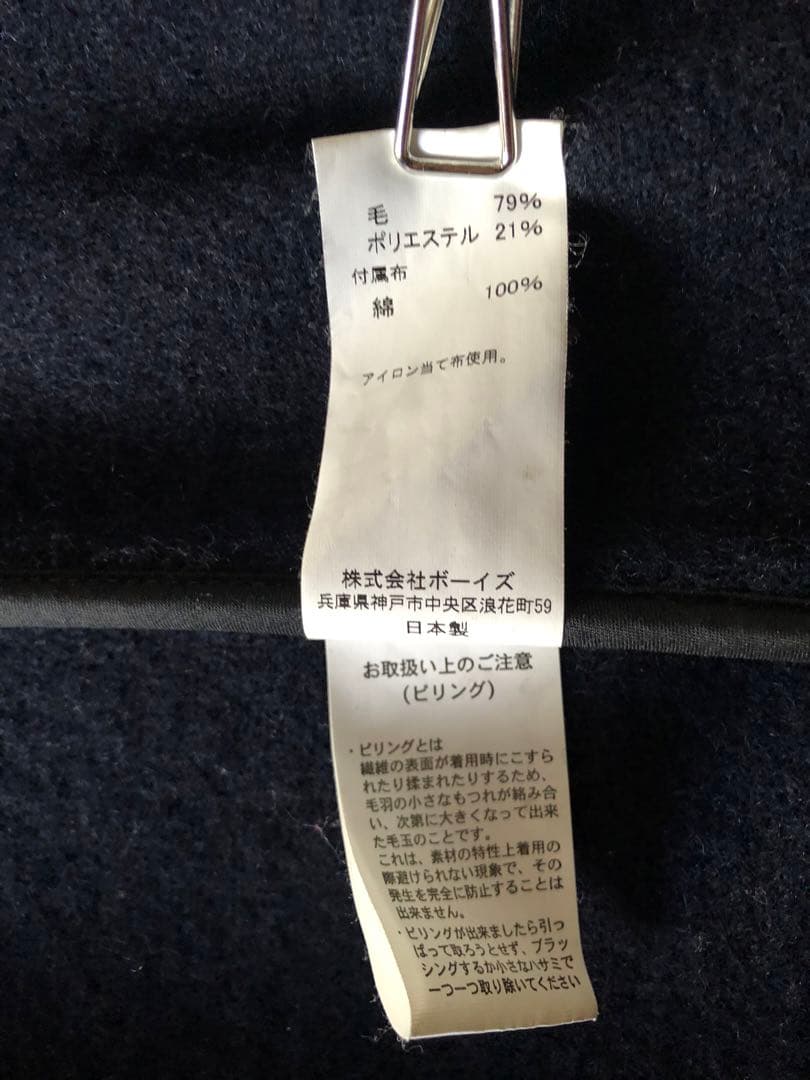 毛 79%
ポリエステル 21%
付属布
綿 100%
アイロン当て布使用。
株式会社ボーイズ
兵庫県神戸市中央区浪花町59
日本製
お取扱い上のご注意
(ピリング)
・ピリングとは
繊維の表面が着用時にこすら
れたり揉まれたりするため、
毛羽の小さなもつれが絡み合
い、次第に大きくなって出来
た毛玉のことです。
これは、素材の特性上着用の
際避けられない現象で、その
発生を完全に防止することは
出来ません。
・ピリングが出来ましたら引っ
ぱって取ろうとせず、ブラッ
シングするか小さなハサミで
一つ一つ取り除いてください